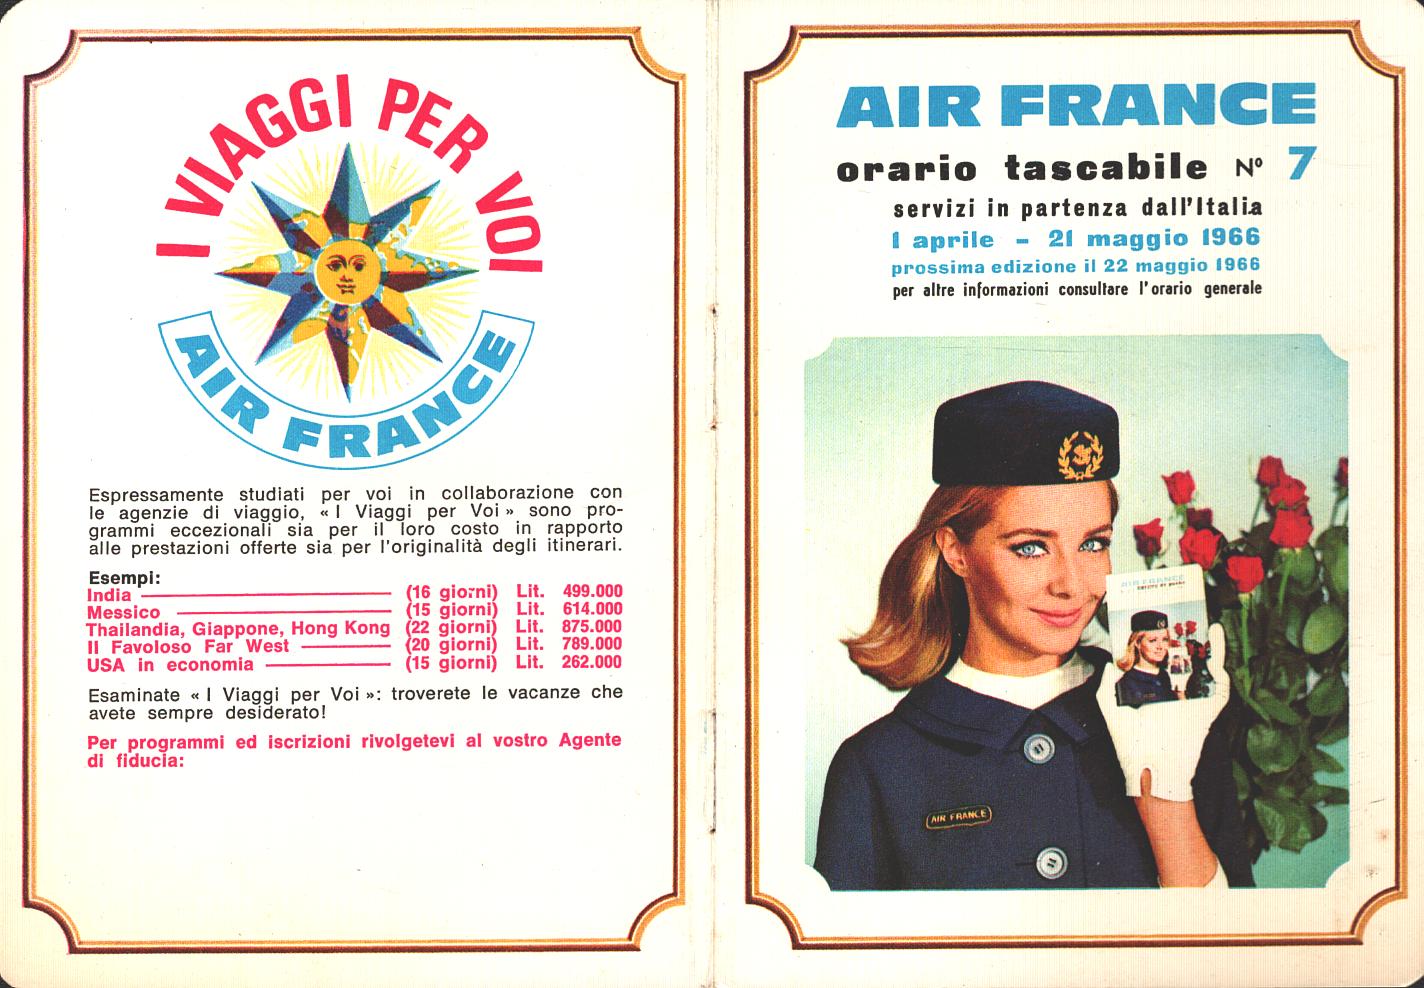 I VIAGGI PER VOI
AIR FRANCE
Espressamente studiati per voi in collaborazione con
le agenzie di viaggio, « I Viaggi per Voi » sono pro-
grammi eccezionali sia per il loro costo in rapporto
alle prestazioni offerte sia per l'originalità degli itinerari.
Esempi:
India (16 giorni) Lit. 499.000
Messico (15 giorni) Lit. 614.000
Thailandia, Giappone, Hong Kong (22 giorni) Lit. 875.000
Il Favoloso Far West (20 giorni) Lit. 789.000
USA in economia (15 giorni) Lit. 262.000
Esaminate « I Viaggi per Voi »: troverete le vacanze che
avete sempre desiderato!
Per programmi ed iscrizioni rivolgetevi al vostro Agente
di fiducia:
AIR FRANCE
orario tascabile Nº 7
servizi in partenza dall'Italia
1 aprile - 21 maggio 1966
prossima edizione il 22 maggio 1966
per altre informazioni consultare l'orario generale
AIR FRANCE
AIR FRANCE